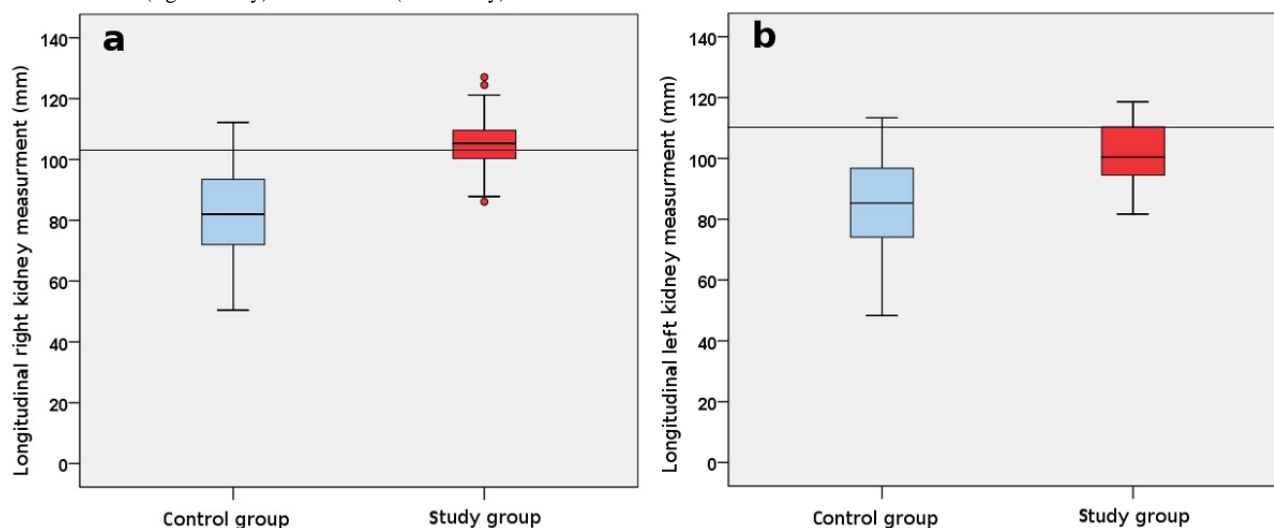 a
Longitudinal right kidney measurment (mm)
140
120
100
80
60
40
20
0
Control group
Study group
b
Longitudinal left kidney measurment (mm)
140
120
100
80
60
40
20
0
Control group
Study group